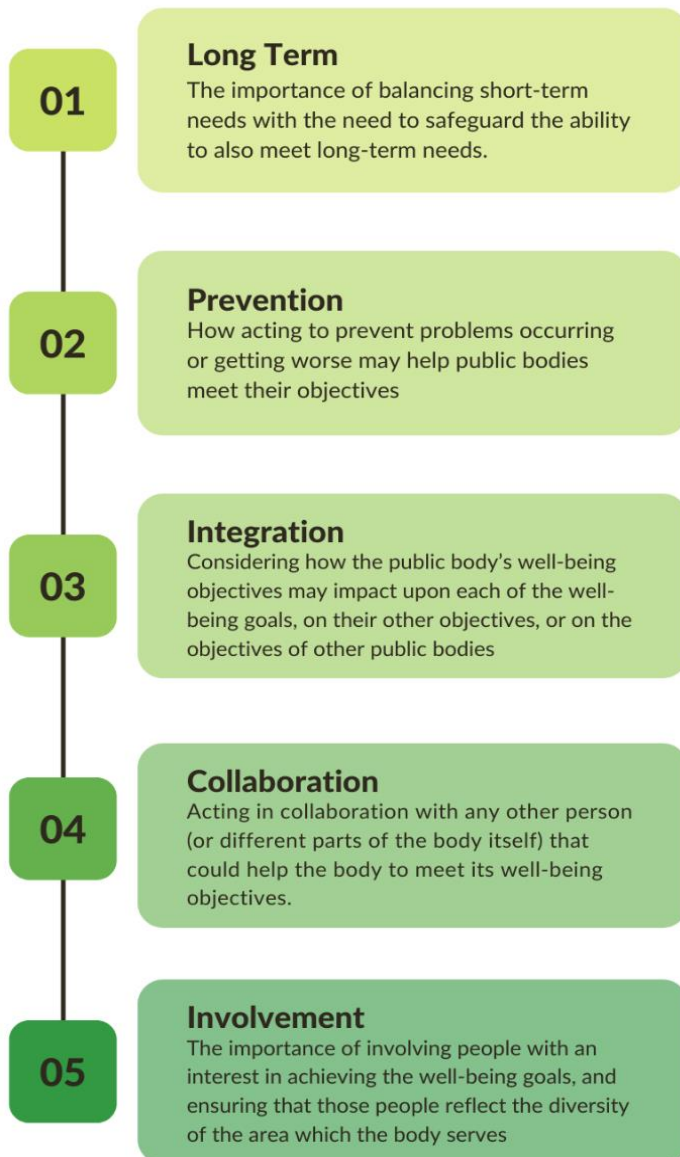 01
Long Term
The importance of balancing short-term
needs with the need to safeguard the ability
to also meet long-term needs.
02
Prevention
How acting to prevent problems occurring
or getting worse may help public bodies
meet their objectives
03
Integration
Considering how the public body's well-being
objectives may impact upon each of the well-
being goals, on their other objectives, or on the
objectives of other public bodies
04
Collaboration
Acting in collaboration with any other person
(or different parts of the body itself) that
could help the body to meet its well-being
objectives.
05
Involvement
The importance of involving people with an
interest in achieving the well-being goals, and
ensuring that those people reflect the diversity
of the area which the body serves